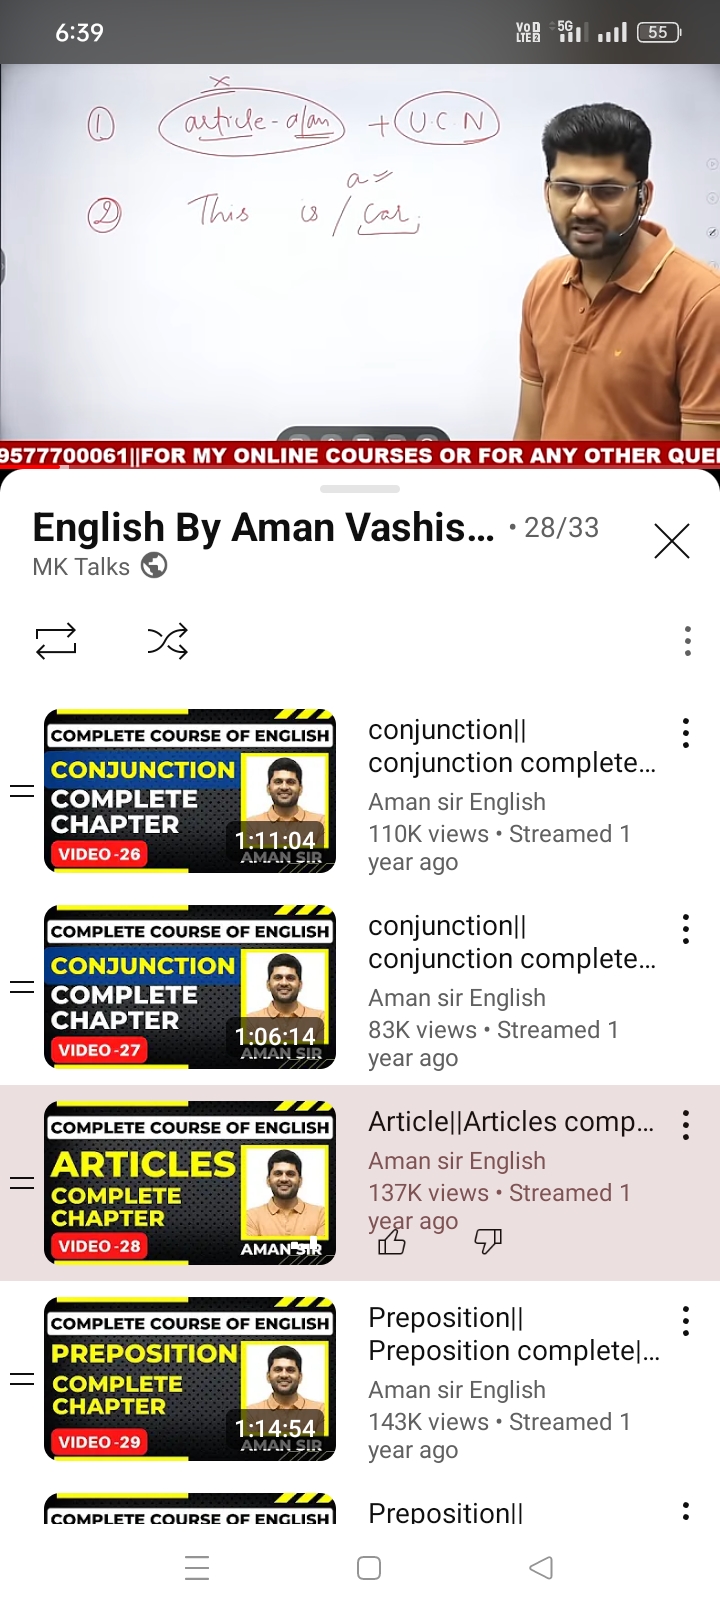 6:39
Vo LTE 5G 55
x
① article - a/an + U.C.N
a
② This is / car.
9577700061||FOR MY ONLINE COURSES OR FOR ANY OTHER
English By Aman Vashis... • 28/33
MK Talks
COMPLETE COURSE OF ENGLISH
CONJUNCTION
COMPLETE
CHAPTER
VIDEO -26
1:11:04
AMAN SIR
conjunction||
conjunction complete...
Aman sir English
110K views • Streamed 1
year ago
COMPLETE COURSE OF ENGLISH
CONJUNCTION
COMPLETE
CHAPTER
VIDEO -27
1:06:14
AMAN SIR
conjunction||
conjunction complete...
Aman sir English
83K views • Streamed 1
year ago
COMPLETE COURSE OF ENGLISH
ARTICLES
COMPLETE
CHAPTER
VIDEO -28
AMAN SIR
Article||Articles comp...
Aman sir English
137K views • Streamed 1
year ago
COMPLETE COURSE OF ENGLISH
PREPOSITION
COMPLETE
CHAPTER
VIDEO -29
1:14:54
AMAN SIR
Preposition||
Preposition complete|...
Aman sir English
143K views • Streamed 1
year ago
COMPLETE COURSE OF ENGLISH
Preposition||